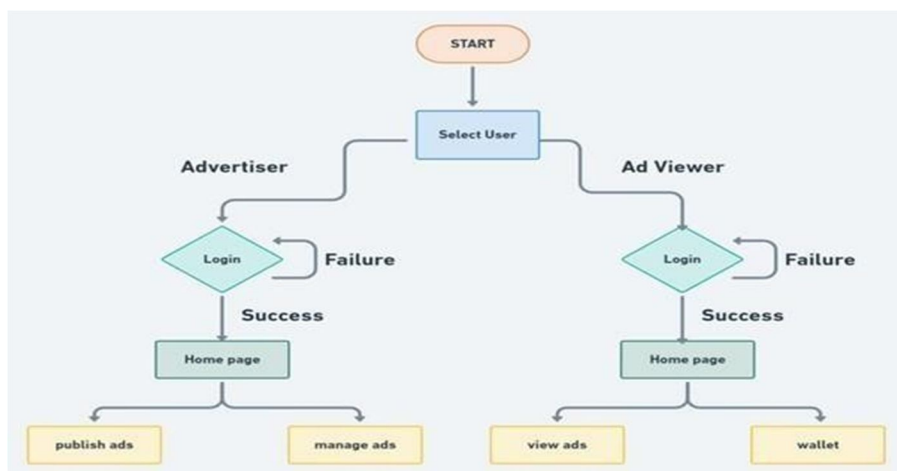 START
Select User
Advertiser
Ad Viewer
Login
Failure
Login
Failure
Success
Success
Home page
Home page
publish ads
manage ads
view ads
wallet